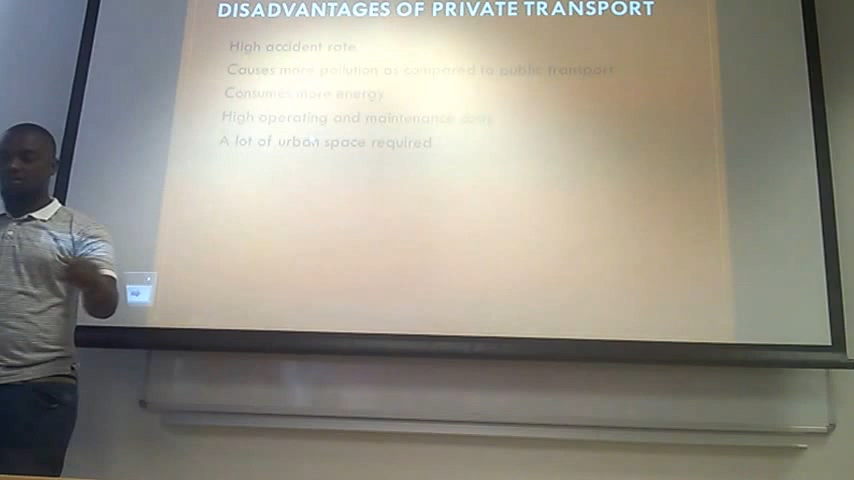 DISADVANTAGES OF PRIVATE TRANSPORT
High accident rate
Causes more pollution as compared to public transport
Consumes more energy
High operating and maintenance costs
A lot of urban space required